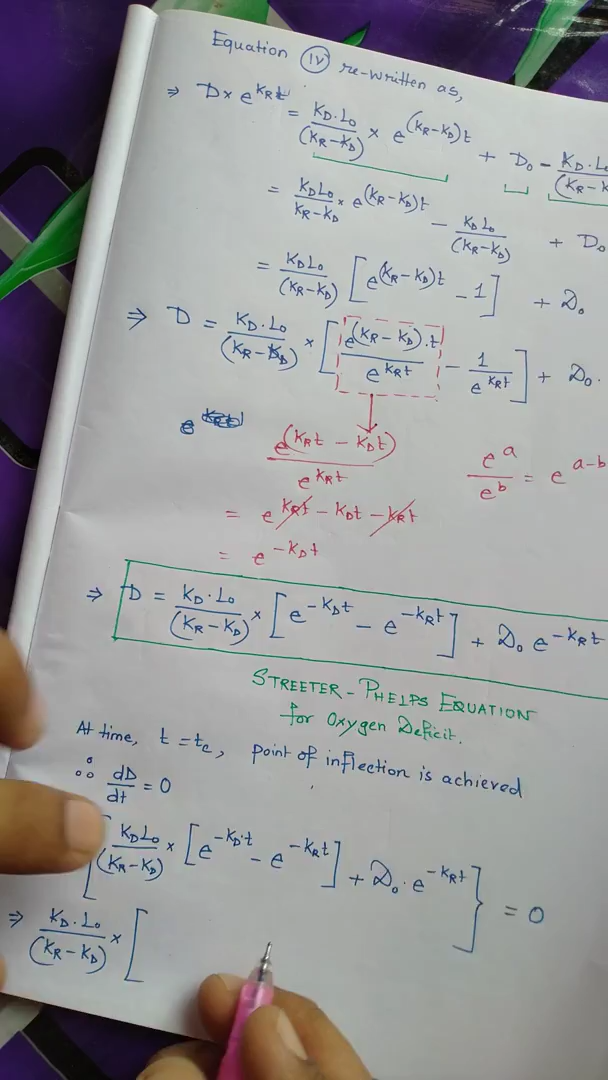 Equation (IV) re-written as,
⇒ D × e^(K_R t) = K_D·L_0/(K_R-K_D) × e^((K_R-K_D)t) + D_0 - K_D·L_0/(K_R-K
= K_D L_0/K_R-K_D × e^((K_R-K_D)t) - K_D L_0/(K_R-K_D) + D_0
= K_D L_0/(K_R-K_D) [e^((K_R-K_D)t) - 1] + D_0
⇒ D = K_D·L_0/(K_R-K_D) × [e^((K_R-K_D)·t)/e^(K_R t) - 1/e^(K_R t)] + D_0·
e^(K_R t - K_D t)/e^(K_R t)
e^a/e^b = e^(a-b
= e^(K_R t - K_D t - K_R t)
= e^(-K_D t)
⇒ D = K_D·L_0/(K_R-K_D) × [e^(-K_D t) - e^(-K_R t)] + D_0 e^(-K_R t)
STREETER-PHELPS EQUATION
for Oxygen Deficit.
At time, t = t_c, point of inflection is achieved
∴ dD/dt = 0
K_D L_0/(K_R-K_D) × [e^(-K_D·t) - e^(-K_R t)] + D_0·e^(-K_R t)} = 0
⇒ K_D·L_0/(K_R-K_D) × [